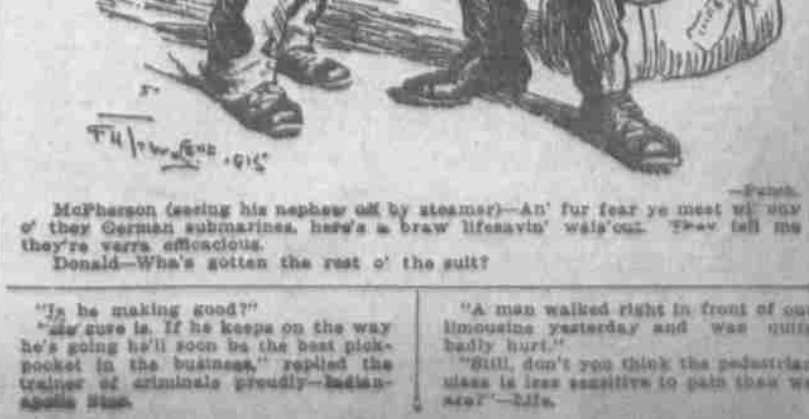 —Punch.
McPherson (seeing his nephew off by steamer)—An' fur fear ye meet wi' ony
o' they German submarines, here's a braw lifesavin' weis'cut. They tell me
they're verra efficacious.
Donald—Wha's gotten the rest o' the suit?
"Is he making good?"
"He sure is. If he keeps on the way
he's going he'll soon be the best pick-
pocket in the business," replied the
trainer of criminals proudly—Indian-
apolis Star.
"A man walked right in front of our
limousine yesterday and was quite
badly hurt."
"Still, don't you think the pedestrian
class is less sensitive to pain than we
are?"—Life.